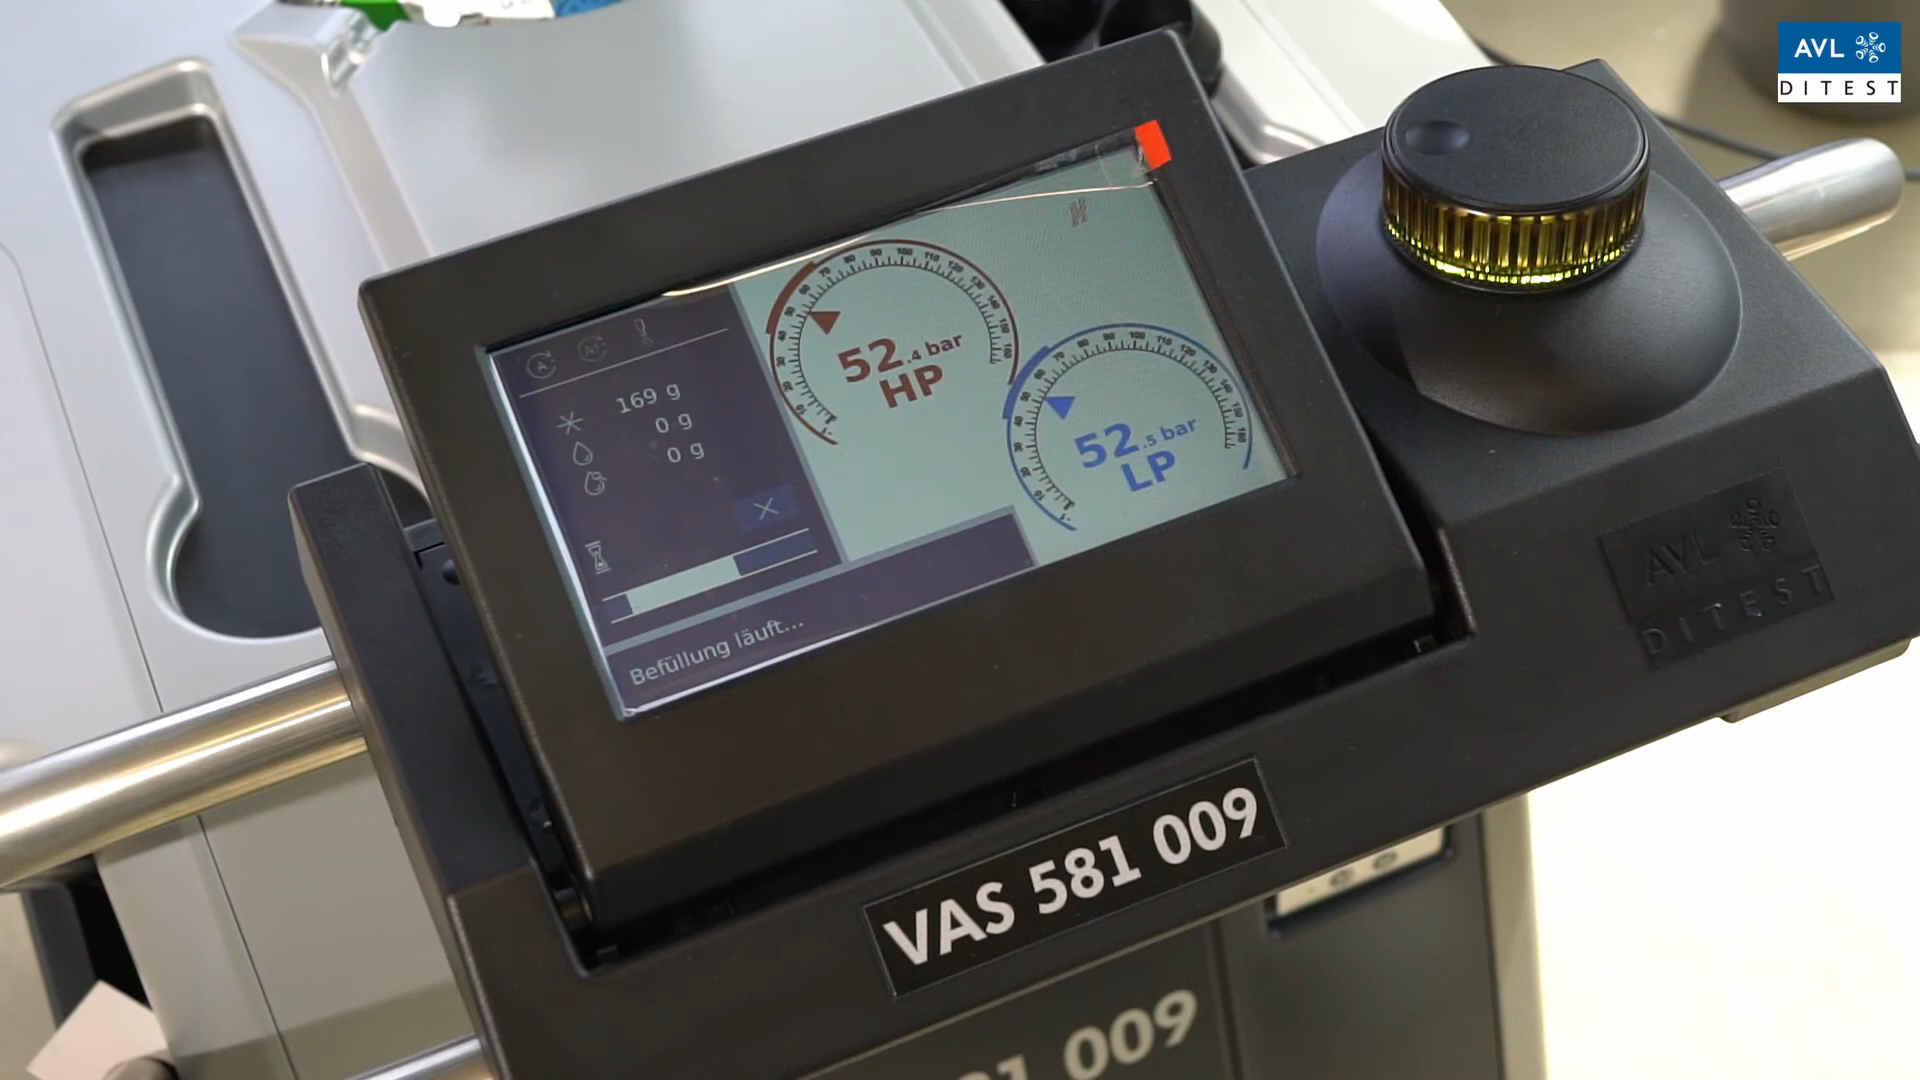 AVL
DITEST
169 g
0 g
0 g
52.4 bar
HP
52.5 bar
LP
Befüllung läuft...
AVL
DITEST
VAS 581 009
009